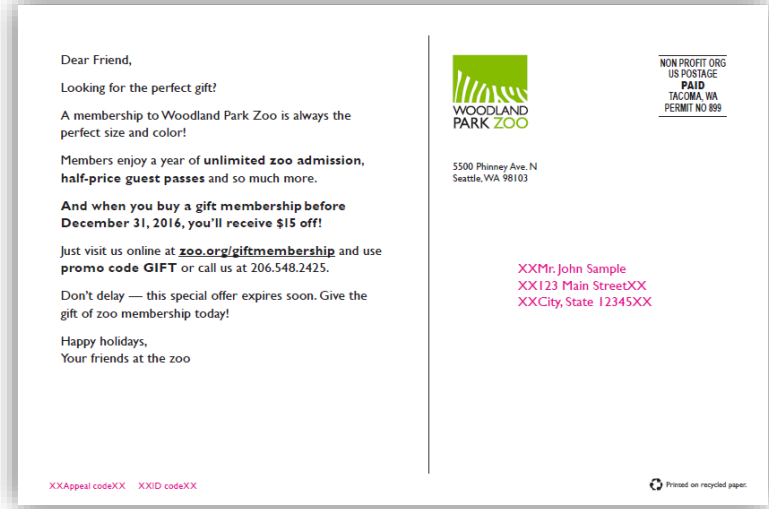 Dear Friend,
Looking for the perfect gift?
A membership to Woodland Park Zoo is always the
perfect size and color!
Members enjoy a year of unlimited zoo admission,
half-price guest passes and so much more.
And when you buy a gift membership before
December 31, 2016, you'll receive $15 off!
Just visit us online at zoo.org/giftmembership and use
promo code GIFT or call us at 206.548.2425.
Don't delay — this special offer expires soon. Give the
gift of zoo membership today!
Happy holidays,
Your friends at the zoo
XXAppeal codeXX XXID codeXX
WOODLAND
PARK ZOO
5500 Phinney Ave. N
Seattle, WA 98103
NON PROFIT ORG
US POSTAGE
PAID
TACOMA, WA
PERMIT NO 899
XXMr. John Sample
XX123 Main StreetXX
XXCity, State 12345XX
Printed on recycled paper.